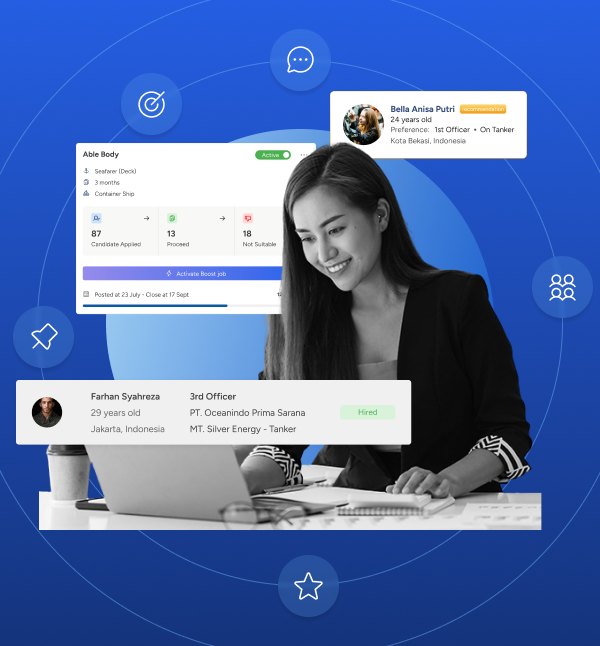 Bella Anisa Putri recomendation
24 years old
Preference: 1st Officer • On Tanker
Kota Bekasi, Indonesia
Able Body Active
Seafarer (Deck)
3 months
Container Ship
87 13 18
Candidate Applied Proceed Not Suitable
Activate Boost job
Posted at 23 July - Close at 17 Sept
Farhan Syahreza 3rd Officer
29 years old PT. Oceanindo Prima Sarana Hired
Jakarta, Indonesia MT. Silver Energy - Tanker